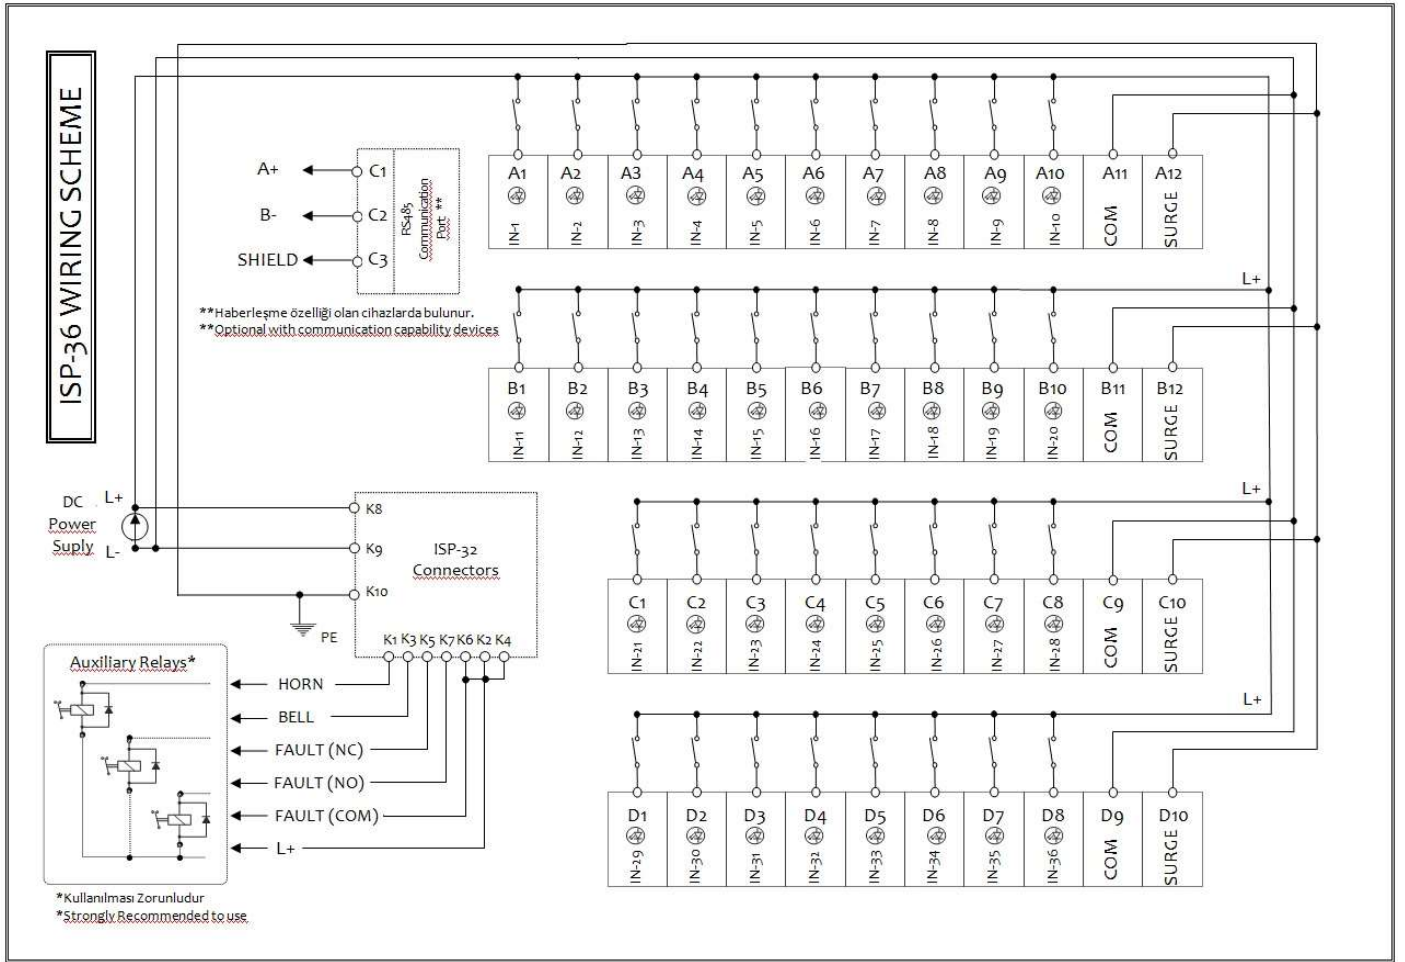 ISP-36 WIRING SCHEME
A+
B-
SHIELD
C1
C2
C3
RS485
Communication
Port **
**Haberleşme özelliği olan cihazlarda bulunur.
**Optional with communication capability devices
A1 A2 A3 A4 A5 A6 A7 A8 A9 A10 A11 A12
IN-1 IN-2 IN-3 IN-4 IN-5 IN-6 IN-7 IN-8 IN-9 IN-10 COM SURGE
L+
B1 B2 B3 B4 B5 B6 B7 B8 B9 B10 B11 B12
IN-11 IN-12 IN-13 IN-14 IN-15 IN-16 IN-17 IN-18 IN-19 IN-20 COM SURGE
L+
C1 C2 C3 C4 C5 C6 C7 C8 C9 C10
IN-21 IN-22 IN-23 IN-24 IN-25 IN-26 IN-27 IN-28 COM SURGE
L+
D1 D2 D3 D4 D5 D6 D7 D8 D9 D10
IN-29 IN-30 IN-31 IN-32 IN-33 IN-34 IN-35 IN-36 COM SURGE
DC
Power
Suply
L+
L-
K8
K9
K10
ISP-32
Connectors
PE
K1 K3 K5 K7 K6 K2 K4
Auxiliary Relays*
HORN
BELL
FAULT (NC)
FAULT (NO)
FAULT (COM)
L+
*Kullanılması Zorunludur
*Strongly Recommended to use